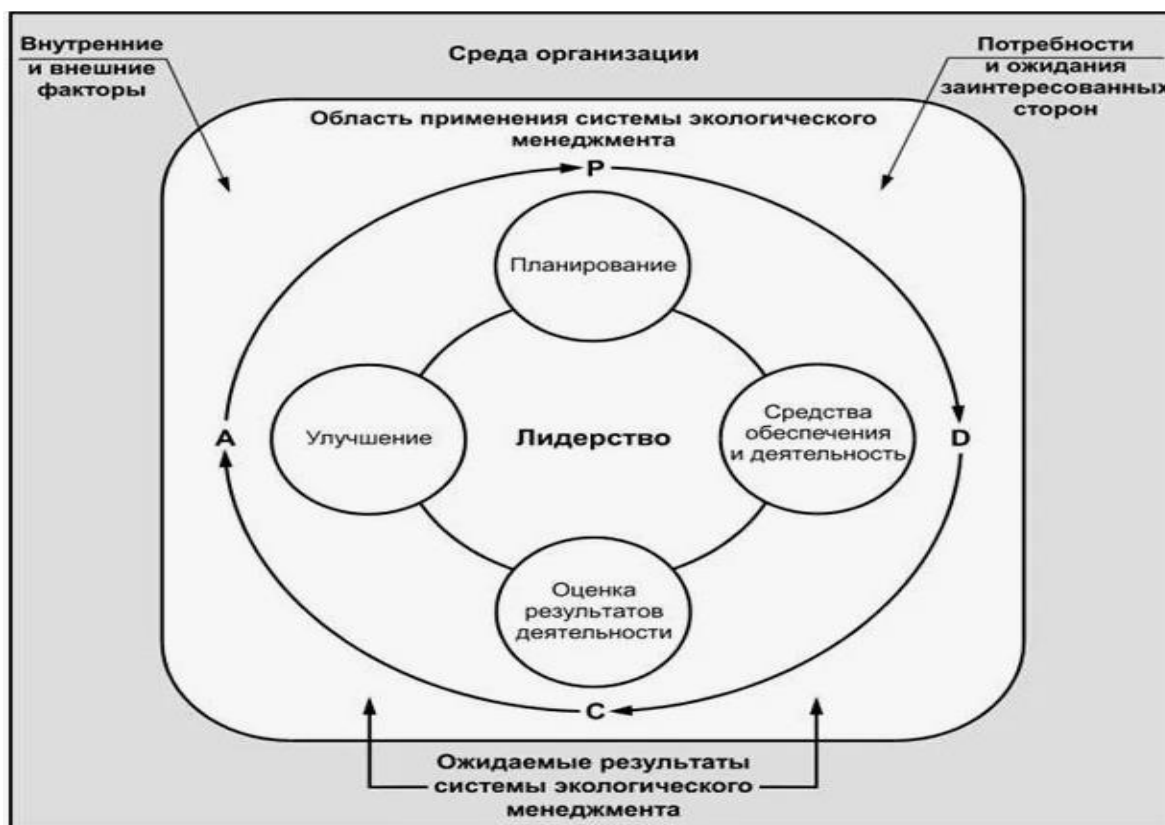 Внутренние
и внешние
факторы
Среда организации
Потребности
и ожидания
заинтересованных
сторон
Область применения системы экологического
менеджмента
P
Планирование
Улучшение
A
Лидерство
Средства
обеспечения
и деятельность
D
Оценка
результатов
деятельности
C
Ожидаемые результаты
системы экологического
менеджмента